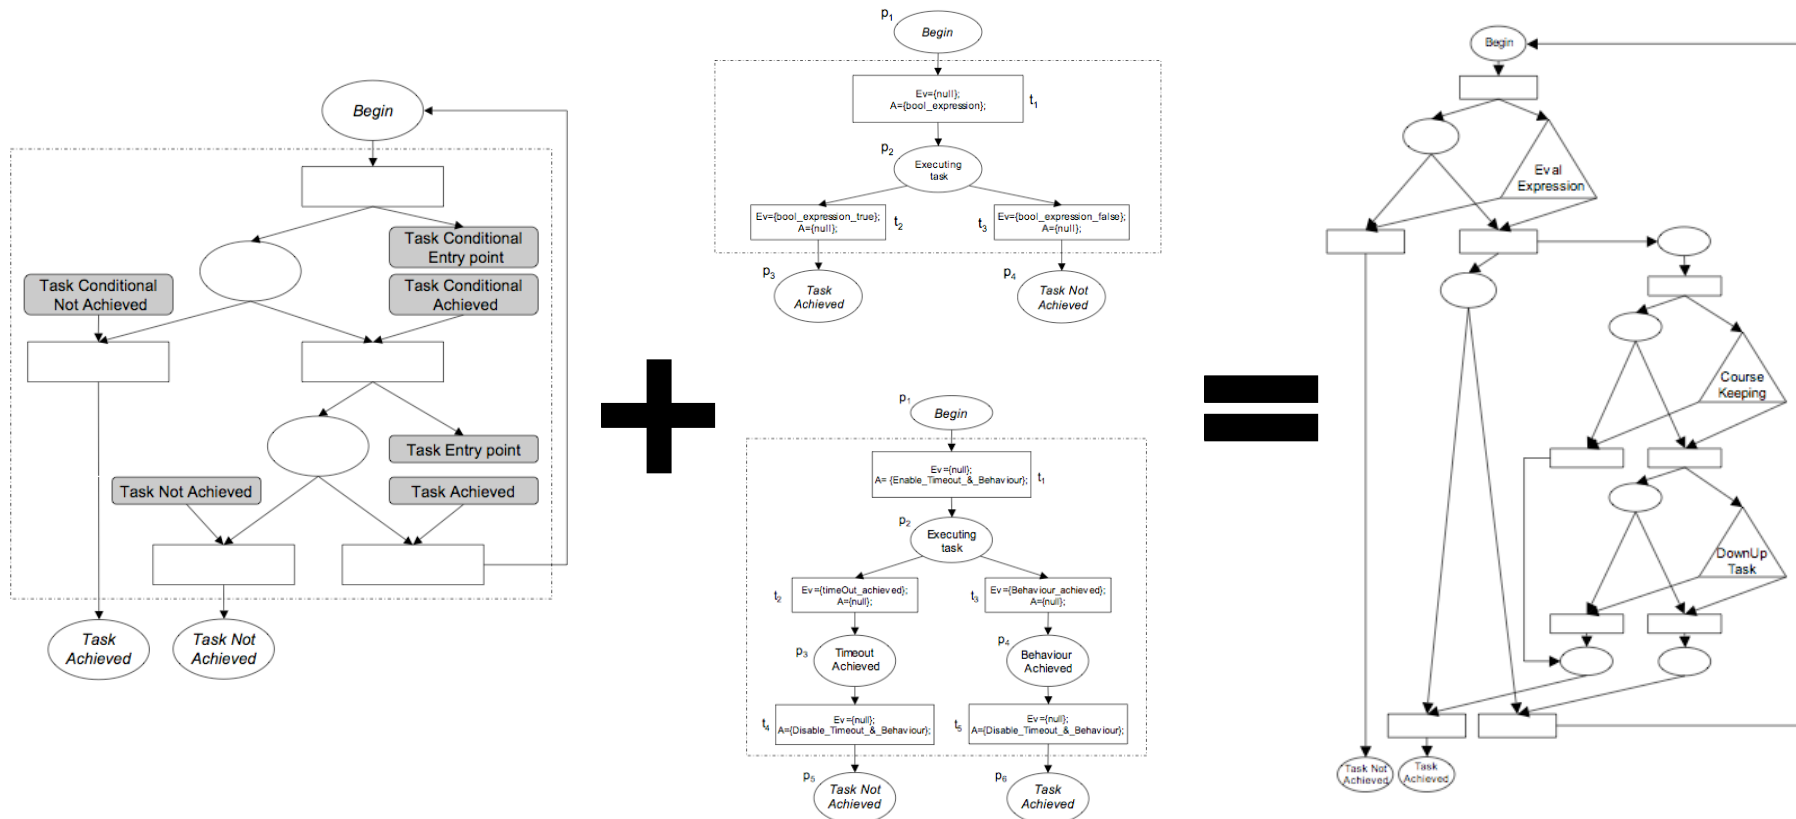 Begin
Task Conditional
Entry point
Task Conditional
Not Achieved
Task Conditional
Achieved
Task Entry point
Task Not Achieved
Task Achieved
Task
Achieved
Task Not
Achieved
p1
Begin
Ev={null};
A={bool_expression};
t1
p2
Executing
task
Ev={bool_expression_true};
A={null};
t2
t3
Ev={bool_expression_false};
A={null};
p3
Task
Achieved
p4
Task Not
Achieved
p1
Begin
Ev={null};
A= {Enable_Timeout_&_Behaviour};
t1
p2
Executing
task
t2
Ev={timeOut_achieved};
A={null};
t3
Ev={Behaviour_achieved};
A={null};
p3
Timeout
Achieved
p4
Behaviour
Achieved
t4
Ev={null};
A={Disable_Timeout_&_Behaviour};
t5
Ev={null};
A={Disable_Timeout_&_Behaviour};
p5
Task Not
Achieved
p6
Task
Achieved
Begin
Eval
Expression
Course
Keeping
DownUp
Task
Task Not
Achieved
Task
Achieved